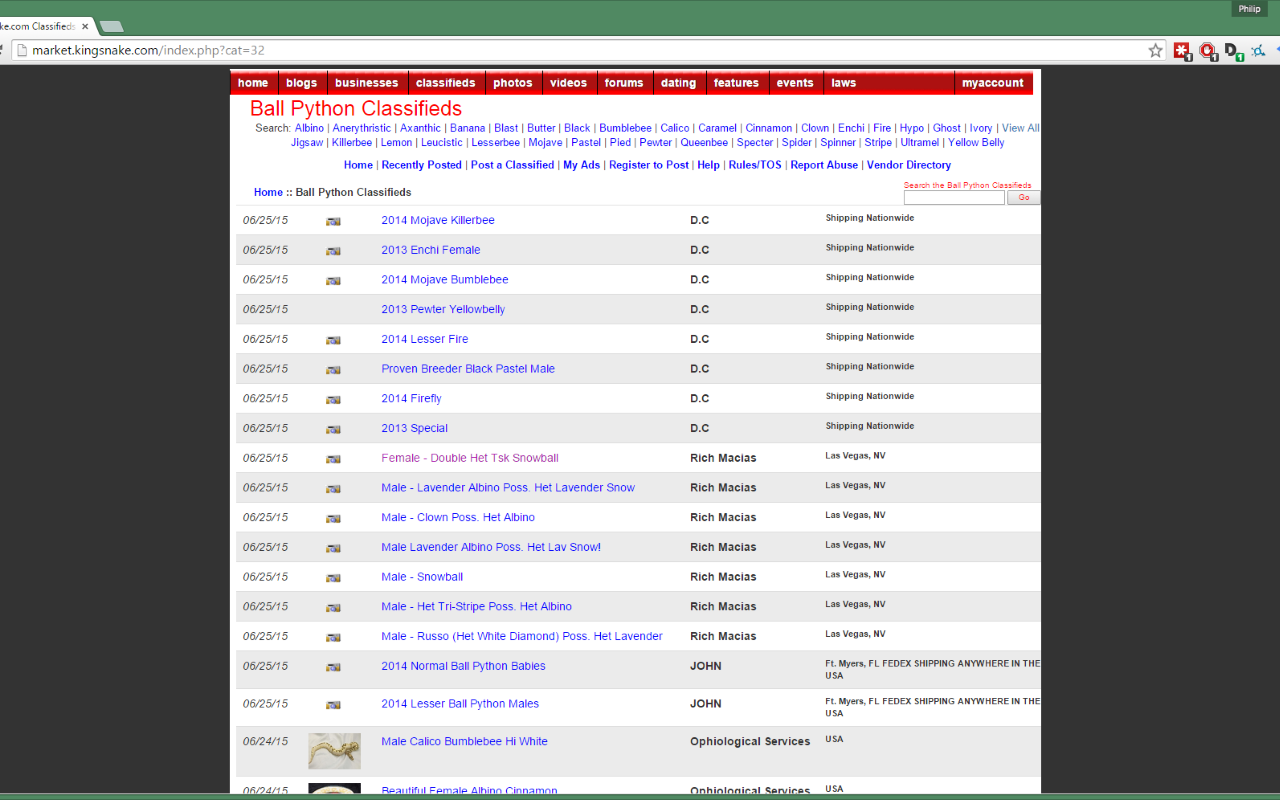 Philip
ke.com Classifieds ×
market.kingsnake.com/index.php?cat=32
home blogs businesses classifieds photos videos forums dating features events laws myaccount
Ball Python Classifieds
Search: Albino | Anerythristic | Axanthic | Banana | Blast | Butter | Black | Bumblebee | Calico | Caramel | Cinnamon | Clown | Enchi | Fire | Hypo | Ghost | Ivory | View All
Jigsaw | Killerbee | Lemon | Leucistic | Lesserbee | Mojave | Pastel | Pied | Pewter | Queenbee | Specter | Spider | Spinner | Stripe | Ultramel | Yellow Belly
Home | Recently Posted | Post a Classified | My Ads | Register to Post | Help | Rules/TOS | Report Abuse | Vendor Directory
Search the Ball Python Classifieds
Home :: Ball Python Classifieds
Go
06/25/15 2014 Mojave Killerbee D.C Shipping Nationwide
06/25/15 2013 Enchi Female D.C Shipping Nationwide
06/25/15 2014 Mojave Bumblebee D.C Shipping Nationwide
06/25/15 2013 Pewter Yellowbelly D.C Shipping Nationwide
06/25/15 2014 Lesser Fire D.C Shipping Nationwide
06/25/15 Proven Breeder Black Pastel Male D.C Shipping Nationwide
06/25/15 2014 Firefly D.C Shipping Nationwide
06/25/15 2013 Special D.C Shipping Nationwide
06/25/15 Female - Double Het Tsk Snowball Rich Macias Las Vegas, NV
06/25/15 Male - Lavender Albino Poss. Het Lavender Snow Rich Macias Las Vegas, NV
06/25/15 Male - Clown Poss. Het Albino Rich Macias Las Vegas, NV
06/25/15 Male Lavender Albino Poss. Het Lav Snow! Rich Macias Las Vegas, NV
06/25/15 Male - Snowball Rich Macias Las Vegas, NV
06/25/15 Male - Het Tri-Stripe Poss. Het Albino Rich Macias Las Vegas, NV
06/25/15 Male - Russo (Het White Diamond) Poss. Het Lavender Rich Macias Las Vegas, NV
06/25/15 2014 Normal Ball Python Babies JOHN Ft. Myers, FL FEDEX SHIPPING ANYWHERE IN THE
USA
06/25/15 2014 Lesser Ball Python Males JOHN Ft. Myers, FL FEDEX SHIPPING ANYWHERE IN THE
USA
06/24/15 Male Calico Bumblebee Hi White Ophiological Services USA
06/24/15 Beautiful Female Albino Cinnamon Ophiological Services USA